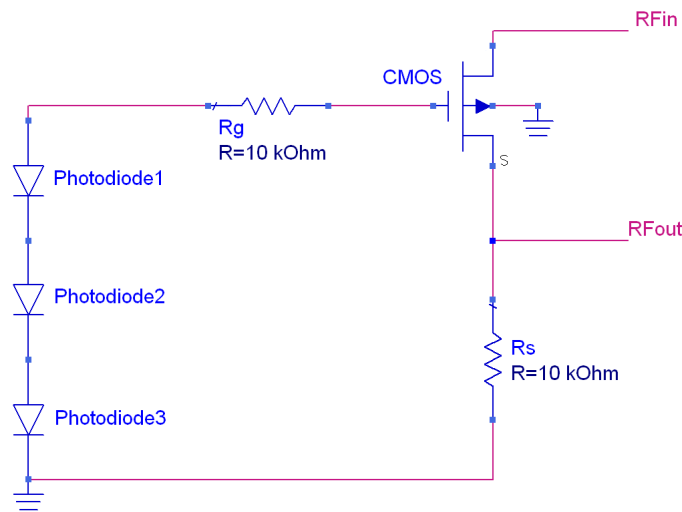 RFin
CMOS
Rg
R=10 kOhm
S
Photodiode1
RFout
Photodiode2
Rs
R=10 kOhm
Photodiode3